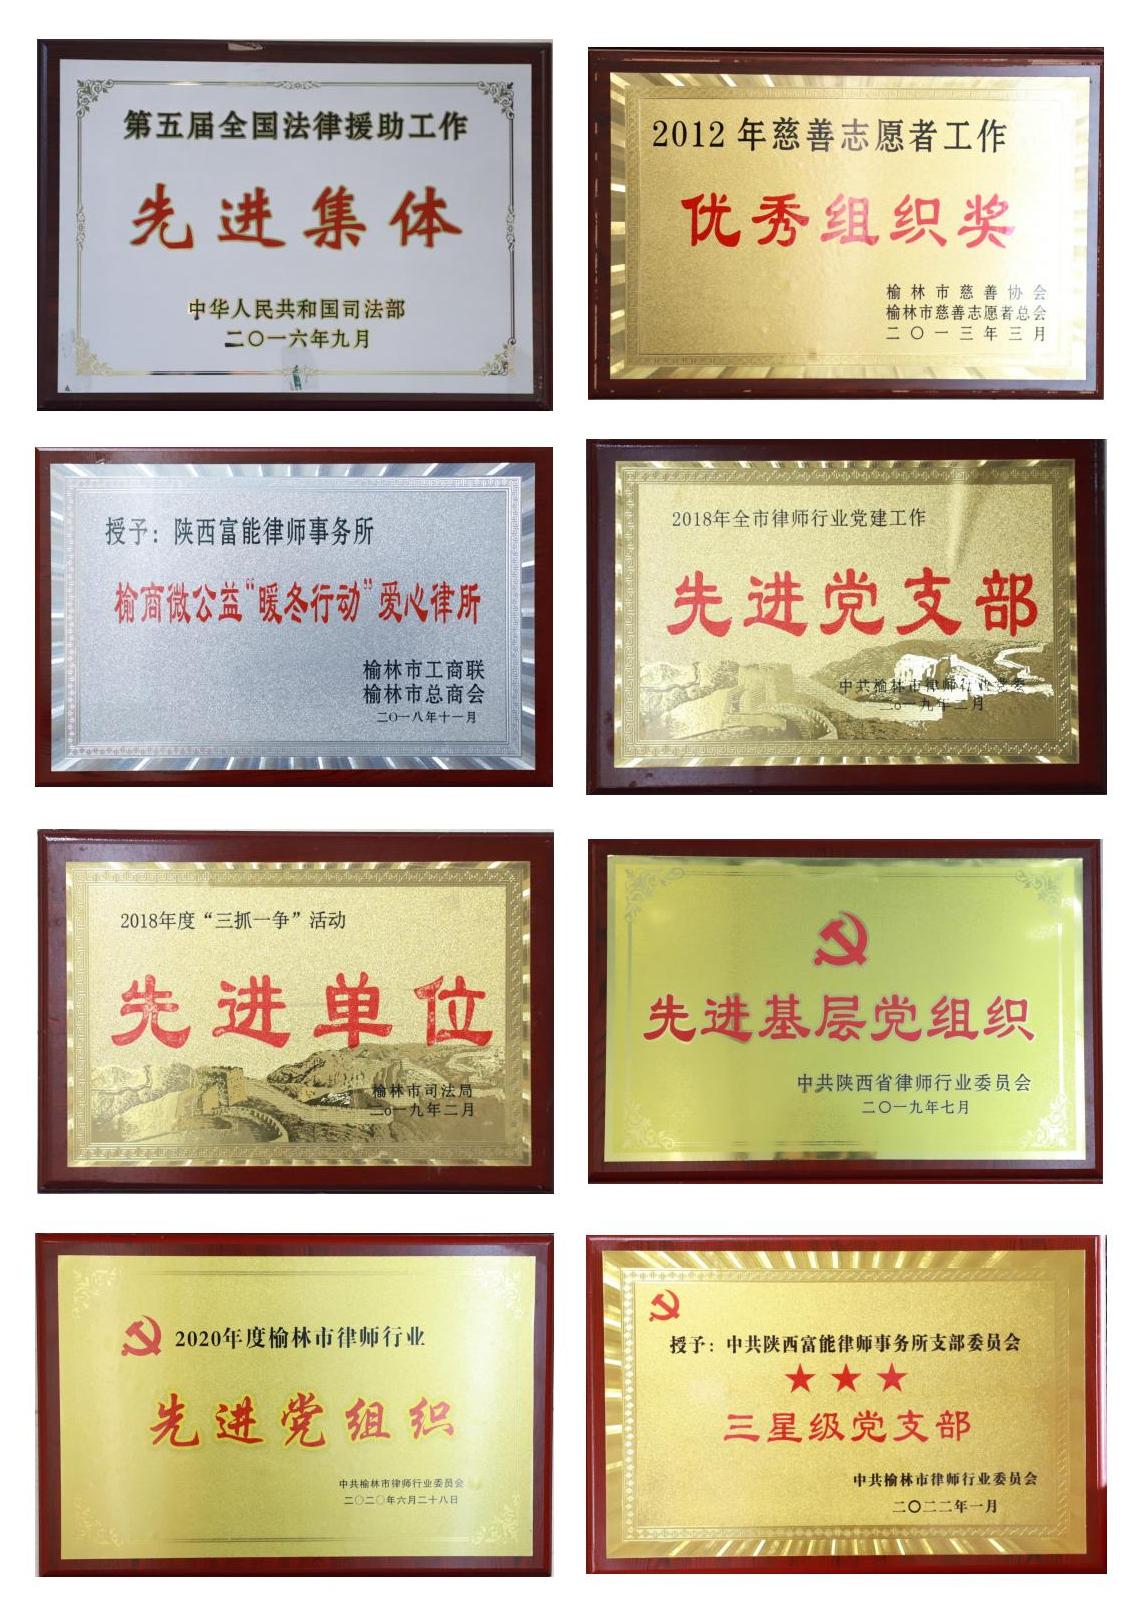 第五届全国法律援助工作
先进集体
中华人民共和国司法部
二〇一六年九月
2012年慈善志愿者工作
优秀组织奖
榆林市慈善协会
榆林市慈善志愿者总会
二〇一三年三月
授予：陕西富能律师事务所
榆商微公益“暖冬行动”爱心律所
榆林市工商联
榆林市总商会
二〇一八年十一月
2018年全市律师行业党建工作
先进党支部
中共榆林市律师行业党委
二〇一九年二月
2018年度“三抓一争”活动
先进单位
榆林市司法局
二〇一九年二月
先进基层党组织
中共陕西省律师行业委员会
二〇一九年七月
2020年度榆林市律师行业
先进党组织
中共榆林市律师行业委员会
二〇二〇年六月二十八日
授予：中共陕西富能律师事务所支部委员会
★★★
三星级党支部
中共榆林市律师行业委员会
二〇二二年一月